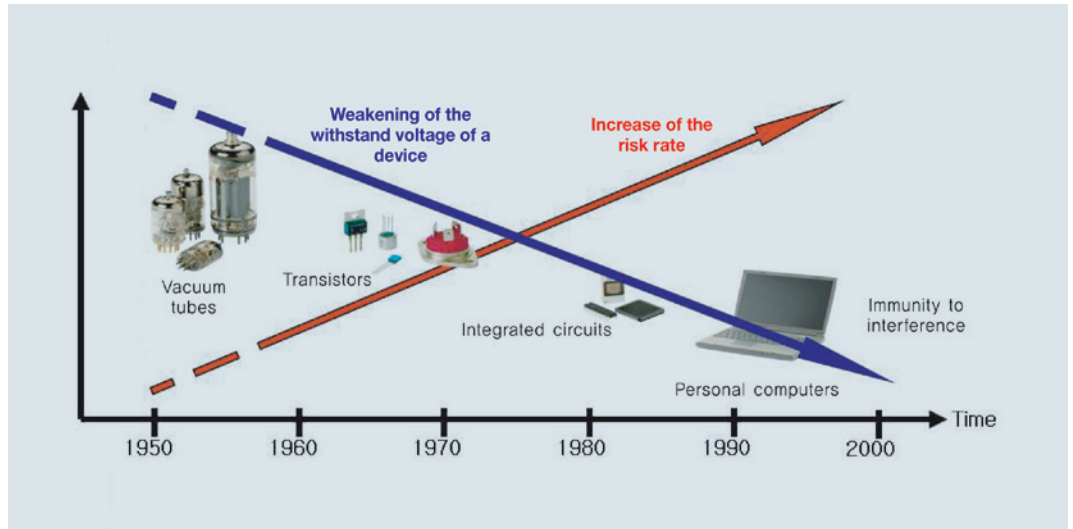 Weakening of the
withstand voltage of a
device
Increase of the
risk rate
Vacuum
tubes
Transistors
Integrated circuits
Immunity to
interference
Personal computers
Time
1950
1960
1970
1980
1990
2000